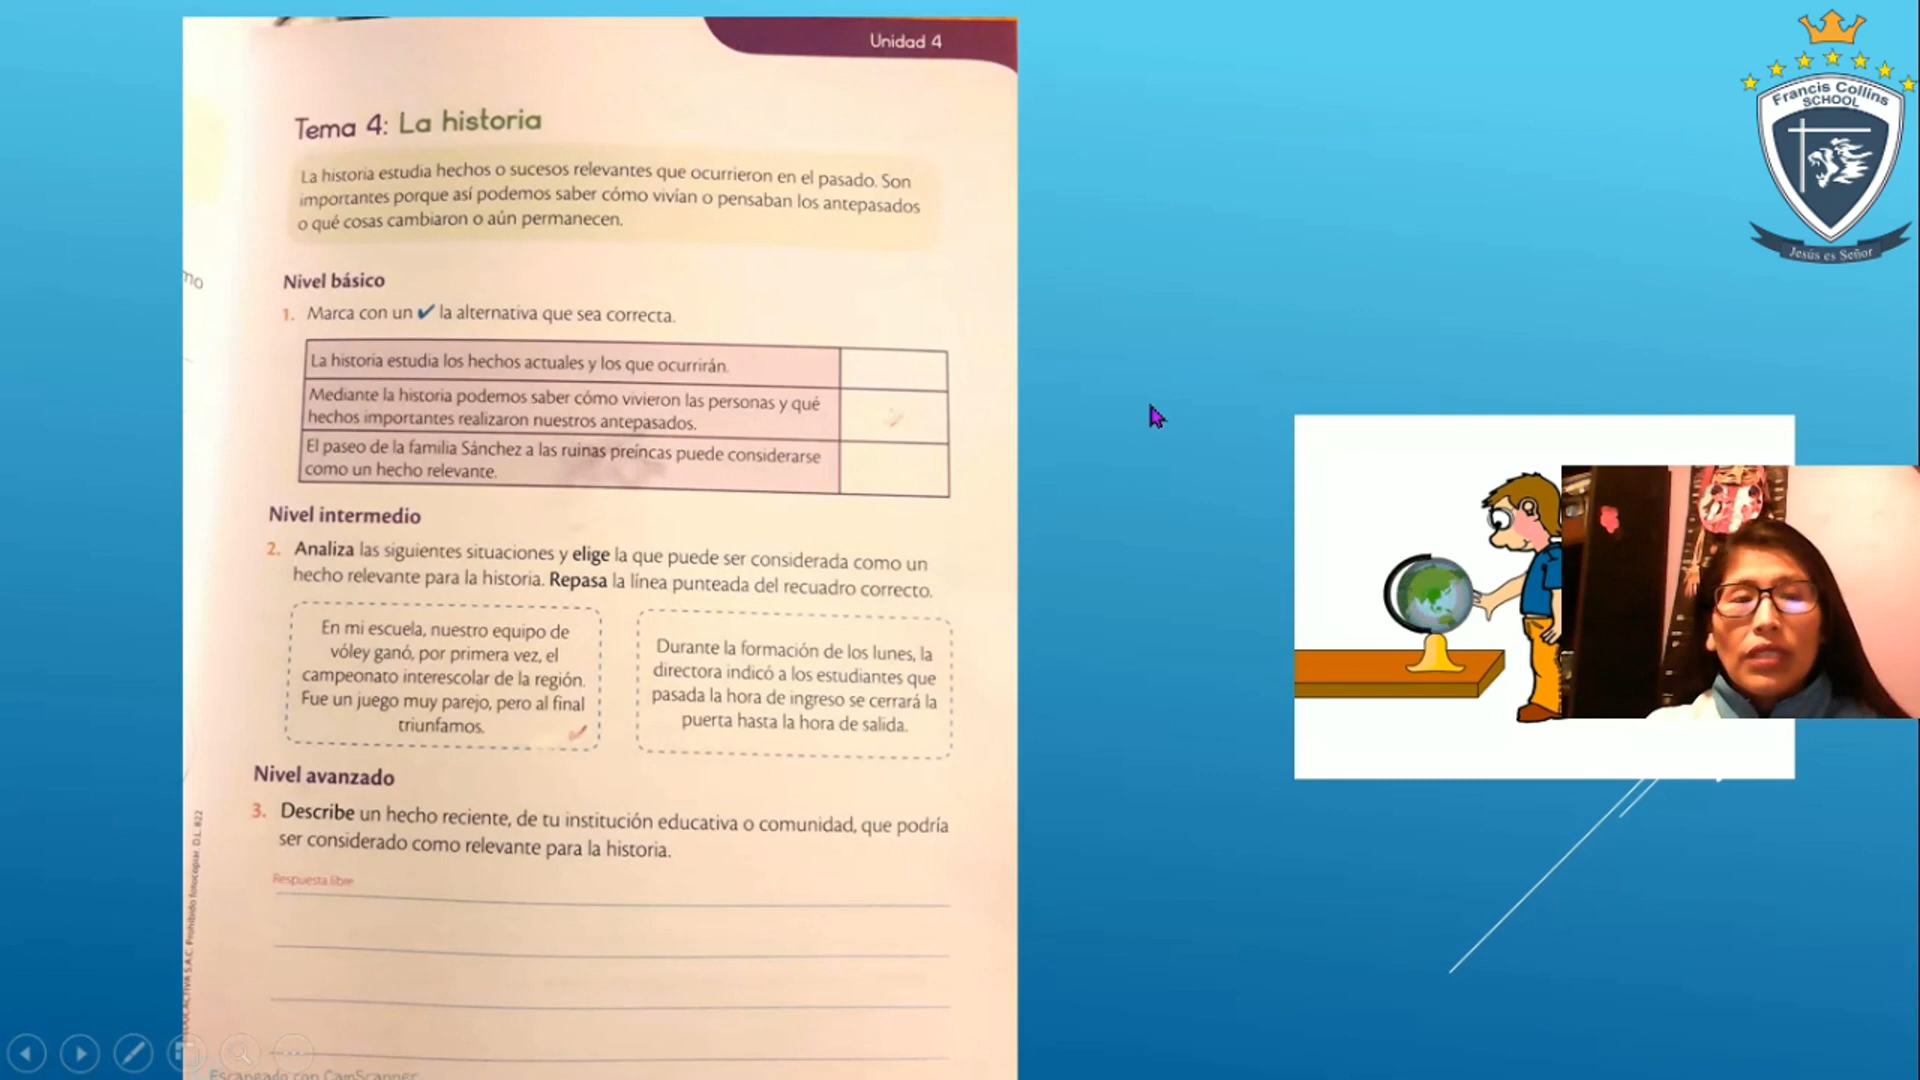 Unidad 4
Tema 4: La historia
La historia estudia hechos o sucesos relevantes que ocurrieron en el pasado. Son
importantes porque así podemos saber cómo vivían o pensaban los antepasados
o qué cosas cambiaron o aún permanecen.
Nivel básico
1. Marca con un ✔ la alternativa que sea correcta.
La historia estudia los hechos actuales y los que ocurrirán.
Mediante la historia podemos saber cómo vivieron las personas y qué
hechos importantes realizaron nuestros antepasados.
El paseo de la familia Sánchez a las ruinas preíncas puede considerarse
como un hecho relevante.
Nivel intermedio
2. Analiza las siguientes situaciones y elige la que puede ser considerada como un
hecho relevante para la historia. Repasa la línea punteada del recuadro correcto.
En mi escuela, nuestro equipo de
vóley ganó, por primera vez, el
campeonato interescolar de la región.
Fue un juego muy parejo, pero al final
triunfamos.
Durante la formación de los lunes, la
directora indicó a los estudiantes que
pasada la hora de ingreso se cerrará la
puerta hasta la hora de salida.
Nivel avanzado
3. Describe un hecho reciente, de tu institución educativa o comunidad, que podría
ser considerado como relevante para la historia.
Respuesta libre
EDUCACTIVA S.A.C. Prohibido fotocopiar. D.L. 822
Escaneado con CamScanner
Francis Collins
SCHOOL
Jesús es Señor